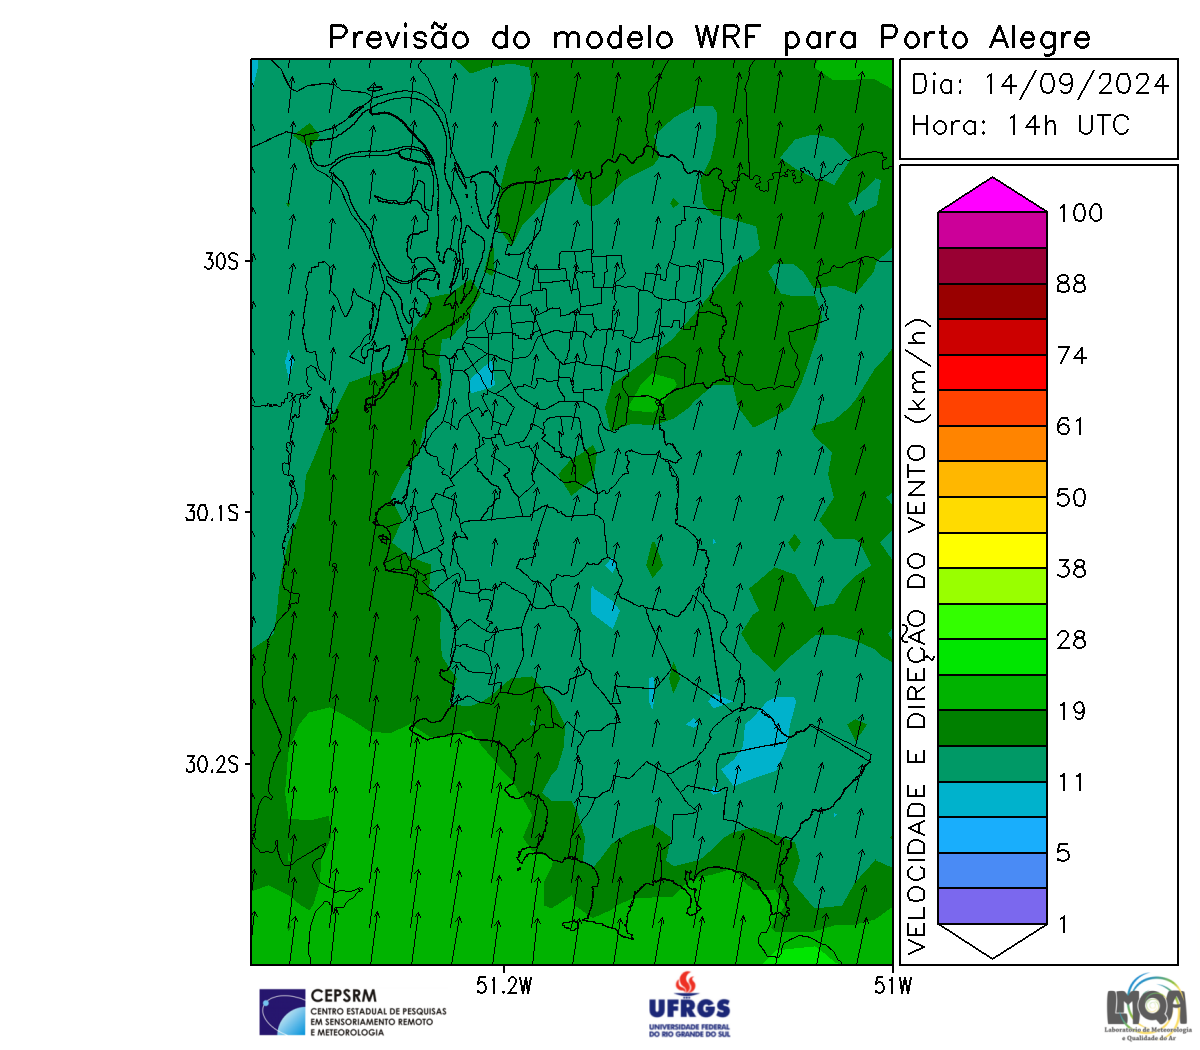 Previsão do modelo WRF para Porto Alegre
Dia: 14/09/2024
Hora: 14h UTC
30S
30.1S
30.2S
51.2W
51W
VELOCIDADE E DIREÇÃO DO VENTO (km/h)
100
88
74
61
50
38
28
19
11
5
1
CEPSRM
CENTRO ESTADUAL DE PESQUISAS
EM SENSORIAMENTO REMOTO
E METEOROLOGIA
UFRGS
UNIVERSIDADE FEDERAL
DO RIO GRANDE DO SUL
LMQA
Laboratório de Meteorologia
e Qualidade do Ar